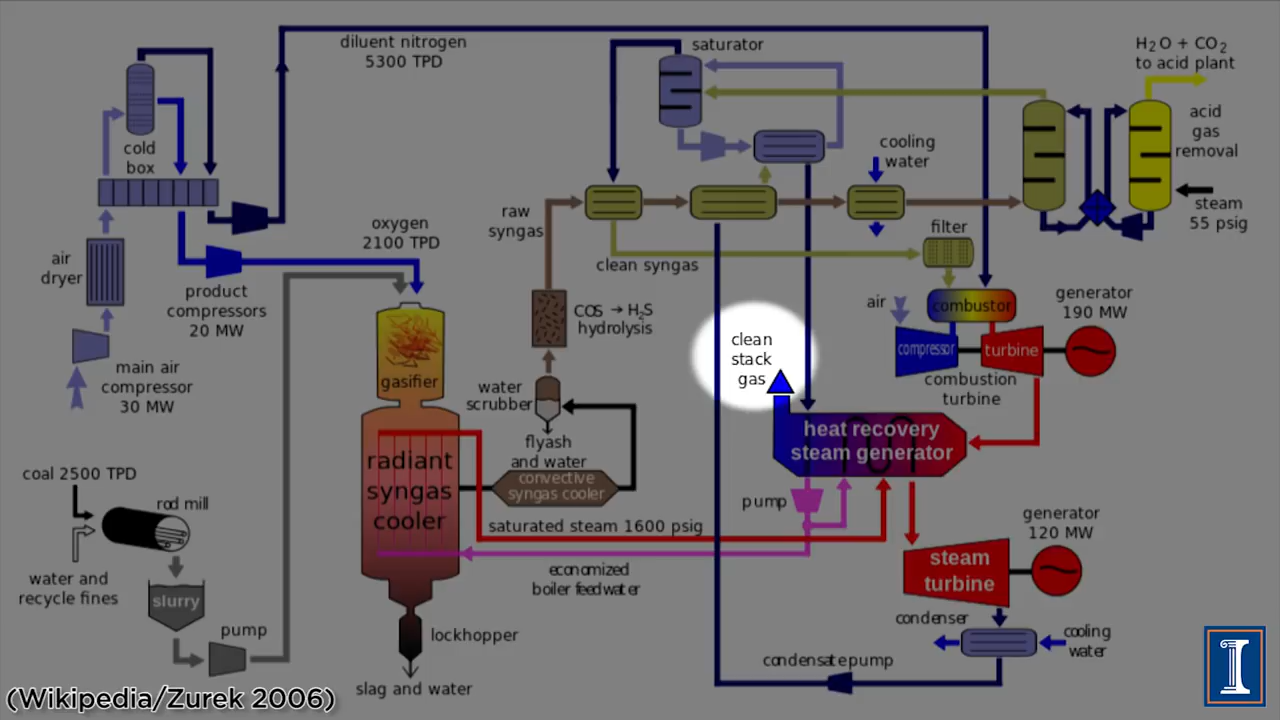 diluent nitrogen
5300 TPD
saturator
H₂O + CO₂
to acid plant
cold
box
cooling
water
acid
gas
removal
steam
55 psig
raw
syngas
oxygen
2100 TPD
filter
clean syngas
air
dryer
product
compressors
20 MW
COS → H₂S
hydrolysis
air
combustor
generator
190 MW
compressor
turbine
combustion
turbine
main air
compressor
30 MW
gasifier
water
scrubber
clean
stack
gas
flyash
and water
heat recovery
steam generator
radiant
syngas
cooler
convective
syngas cooler
coal 2500 TPD
rod mill
pump
saturated steam 1600 psig
generator
120 MW
steam
turbine
water and
recycle fines
slurry
economized
boiler feedwater
pump
lockhopper
condenser
cooling
water
condensate pump
slag and water
(Wikipedia/Zurek 2006)
I